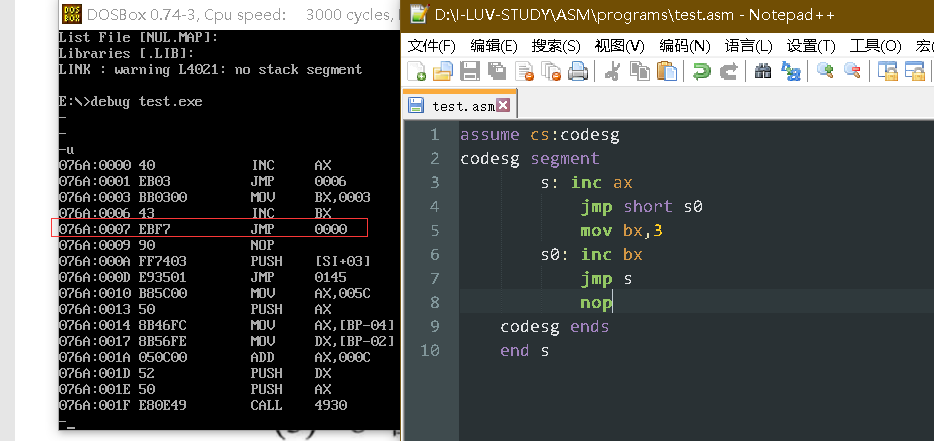 DOSBox 0.74-3, Cpu speed: 3000 cycles,
List File [NUL.MAP]:
Libraries [.LIB]:
LINK : warning L4021: no stack segment
E:\>debug test.exe
-
-
-u
076A:0000 40 INC AX
076A:0001 EB03 JMP 0006
076A:0003 BB0300 MOV BX,0003
076A:0006 43 INC BX
076A:0007 EBF7 JMP 0000
076A:0009 90 NOP
076A:000A FF7403 PUSH [SI+03]
076A:000D E93501 JMP 0145
076A:0010 B85C00 MOV AX,005C
076A:0013 50 PUSH AX
076A:0014 8B46FC MOV AX,[BP-04]
076A:0017 8B56FE MOV DX,[BP-02]
076A:001A 050C00 ADD AX,000C
076A:001D 52 PUSH DX
076A:001E 50 PUSH AX
076A:001F E80E49 CALL 4930
-
D:\I-LUV-STUDY\ASM\programs\test.asm - Notepad++
文件(F) 编辑(E) 搜索(S) 视图(V) 编码(N) 语言(L) 设置(T) 工具(O) 宏(
test.asm
1 assume cs:codesg
2 codesg segment
3 s: inc ax
4 jmp short s0
5 mov bx,3
6 s0: inc bx
7 jmp s
8 nop
9 codesg ends
10 end s